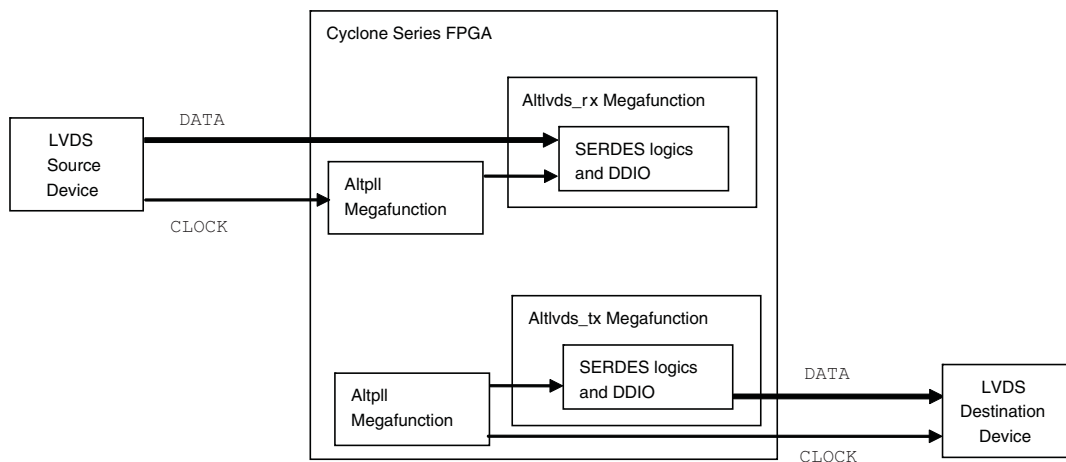 Cyclone Series FPGA
Altlvds_rx Megafunction
DATA
LVDS
Source
Device
SERDES logics
and DDIO
Altpll
Megafunction
CLOCK
Altlvds_tx Megafunction
SERDES logics
and DDIO
DATA
Altpll
Megafunction
LVDS
Destination
Device
CLOCK